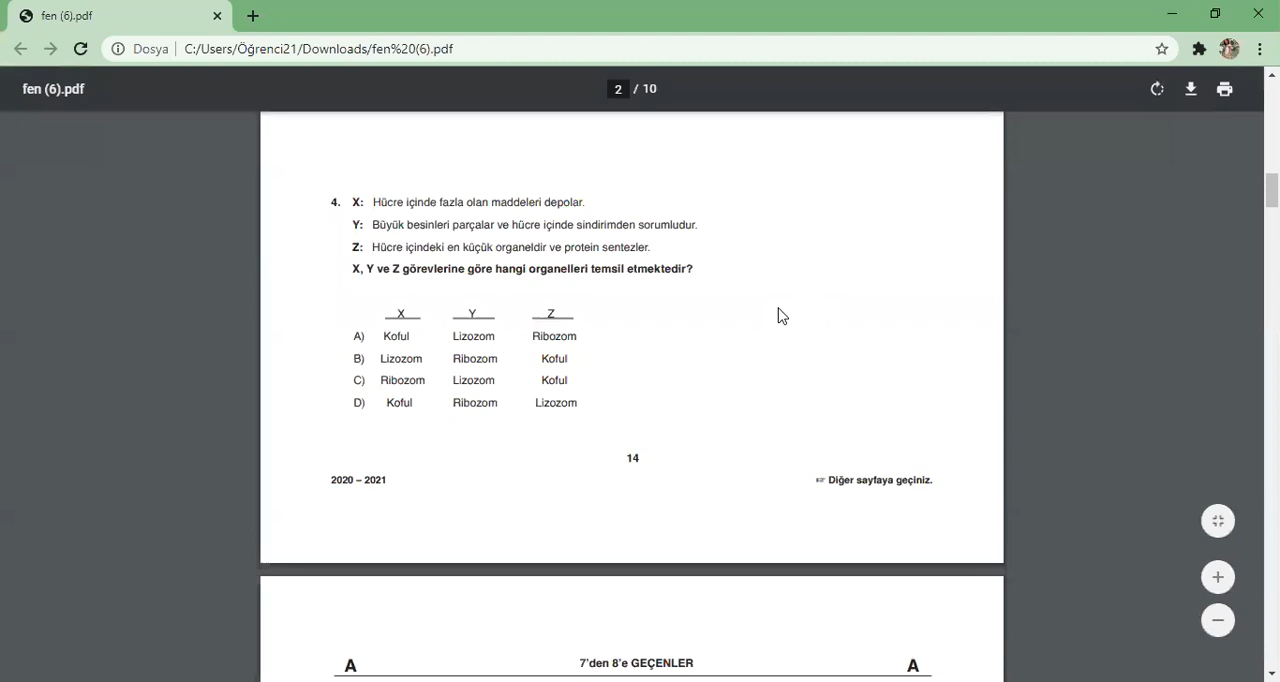 fen (6).pdf
Dosya
C:/Users/Öğrenci21/Downloads/fen%20(6).pdf
fen (6).pdf
2 / 10
4. X: Hücre içinde fazla olan maddeleri depolar.
Y: Büyük besinleri parçalar ve hücre içinde sindirimden sorumludur.
Z: Hücre içindeki en küçük organeldir ve protein sentezler.
X, Y ve Z görevlerine göre hangi organelleri temsil etmektedir?
X Y Z
A) Koful Lizozom Ribozom
B) Lizozom Ribozom Koful
C) Ribozom Lizozom Koful
D) Koful Ribozom Lizozom
14
2020 – 2021
☞ Diğer sayfaya geçiniz.
A 7'den 8'e GEÇENLER A